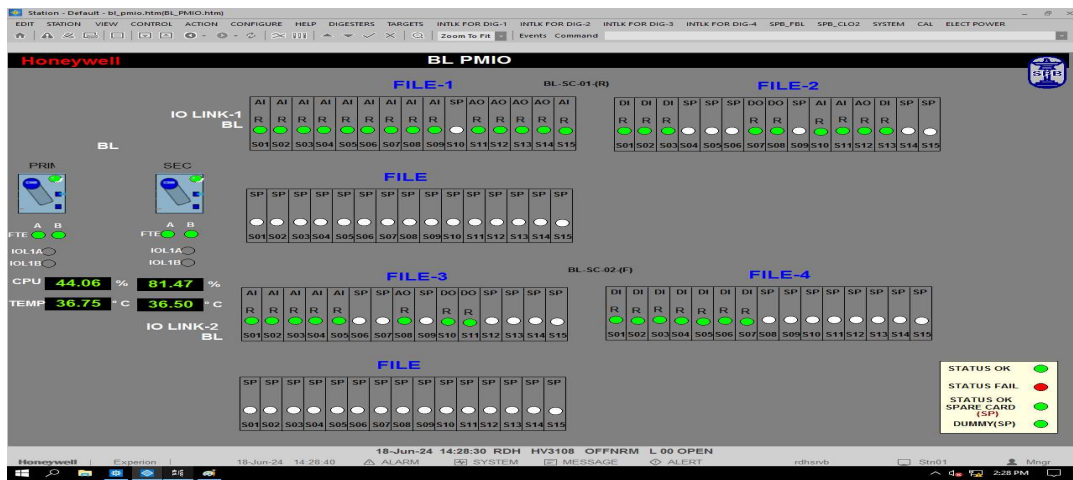 Station - Default - bl_pmio.htm(BL_PMIO.htm)
EDIT STATION VIEW CONTROL ACTION CONFIGURE HELP DIGESTERS TARGETS INTLK FOR DIG-1 INTLK FOR DIG-2 INTLK FOR DIG-3 INTLK FOR DIG-4 SPB_FBL SPB_CLO2 SYSTEM CAL ELECT POWER
Zoom To Fit Events Command
Honeywell BL PMIO
SPB
FILE-1 BL-SC-01-(R) FILE-2
AI AI AI AI AI AI AI AI AI SP AO AO AO AO AI DI DI DI SP SP SP DO DO SP AI AI AO DI SP SP
IO LINK-1 R R R R R R R R R R R R R R R R R R R R R R R
BL
S01 S02 S03 S04 S05 S06 S07 S08 S09 S10 S11 S12 S13 S14 S15 S01 S02 S03 S04 S05 S06 S07 S08 S09 S10 S11 S12 S13 S14 S15
BL
PRIN SEC
FILE
SP SP SP SP SP SP SP SP SP SP SP SP SP SP SP
A B A B
FTE FTE
S01 S02 S03 S04 S05 S06 S07 S08 S09 S10 S11 S12 S13 S14 S15
IOL1A IOL1A
IOL1B IOL1B
BL-SC-02-(F)
FILE-3 FILE-4
CPU 44.06 % 81.47 %
AI AI AI AI AI SP SP AO SP DO DO SP SP SP SP DI DI DI DI DI DI DI SP SP SP SP SP SP SP SP
TEMP 36.75 ° C 36.50 ° C
R R R R R R R R R R R R R R R
IO LINK-2
BL
S01 S02 S03 S04 S05 S06 S07 S08 S09 S10 S11 S12 S13 S14 S15 S01 S02 S03 S04 S05 S06 S07 S08 S09 S10 S11 S12 S13 S14 S15
FILE
SP SP SP SP SP SP SP SP SP SP SP SP SP SP SP
S01 S02 S03 S04 S05 S06 S07 S08 S09 S10 S11 S12 S13 S14 S15
STATUS OK
STATUS FAIL
STATUS OK
SPARE CARD
(SP)
DUMMY(SP)
18-Jun-24 14:28:30 RDH HV3108 OFFNRM L 00 OPEN
Honeywell Experion 18-Jun-24 14:28:40 ALARM SYSTEM MESSAGE ALERT rdhsrvb Stn01 Mngr
2:28 PM